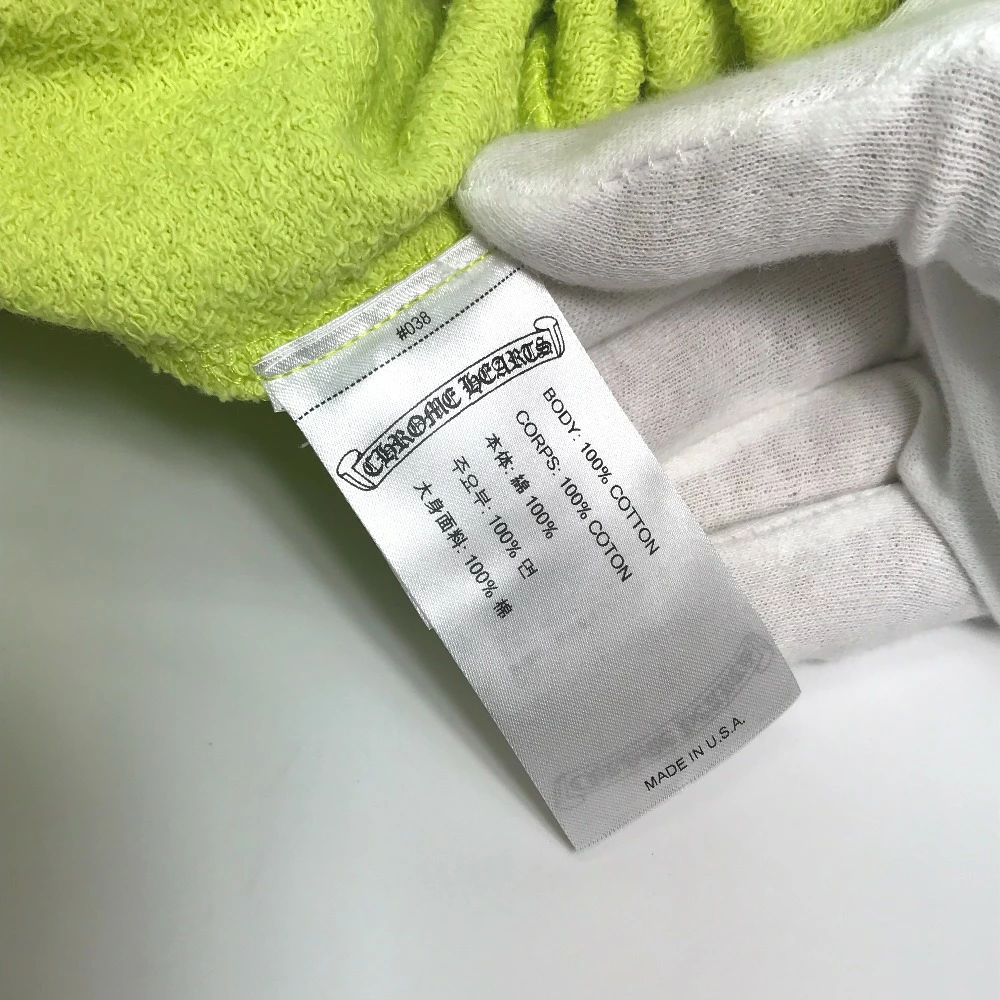 #038
CHROME HEARTS
BODY: 100% COTTON
CORPS: 100% COTON
本体: 綿 100%
주요부: 100% 면
大身面料: 100% 棉
MADE IN U.S.A.